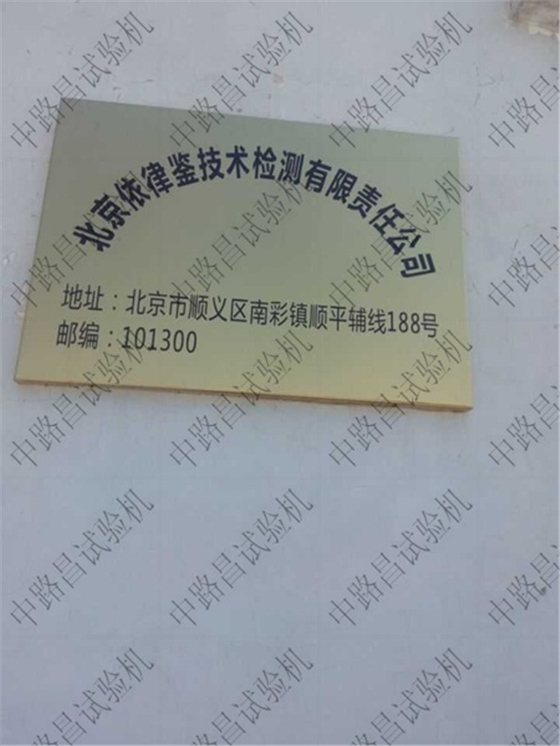 北京依律鉴技术检测有限责任公司
地址：北京市顺义区南彩镇顺平辅线188号
邮编：101300
中路昌试验机